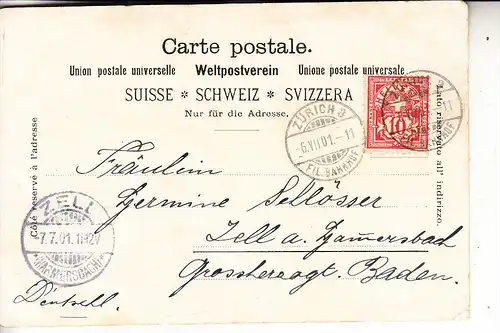 Carte postale.
Union postale universelle Weltpostverein Unione postale universale
SUISSE * SCHWEIZ * SVIZZERA
Nur für die Adresse.
Côté réservé à l'adresse
Lato riservato all' indirizzo.
10
ZÜRICH 3
-6.VII.01.-11
FIL. BAHNHOF
Fräulein
Hermine Schlösser
Zell a. Hamersbach
Grossherzogt. Baden.
ZELL
7.7.01.
(HARMERSBACH)